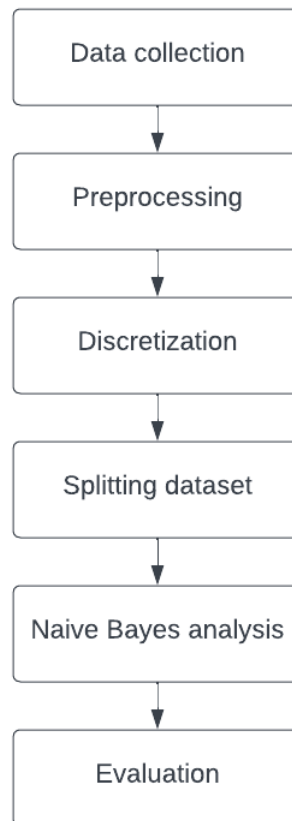 Data collection
Preprocessing
Discretization
Splitting dataset
Naive Bayes analysis
Evaluation